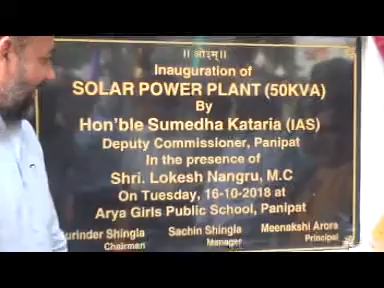 || ओ३म् ||
Inauguration of
SOLAR POWER PLANT (50KVA)
By
Hon'ble Sumedha Kataria (IAS)
Deputy Commissioner, Panipat
In the presence of
Shri. Lokesh Nangru, M.C
On Tuesday, 16-10-2018 at
Arya Girls Public School, Panipat
urinder Shingla Sachin Shingla Meenakshi Arora
Chairman Manager Principal